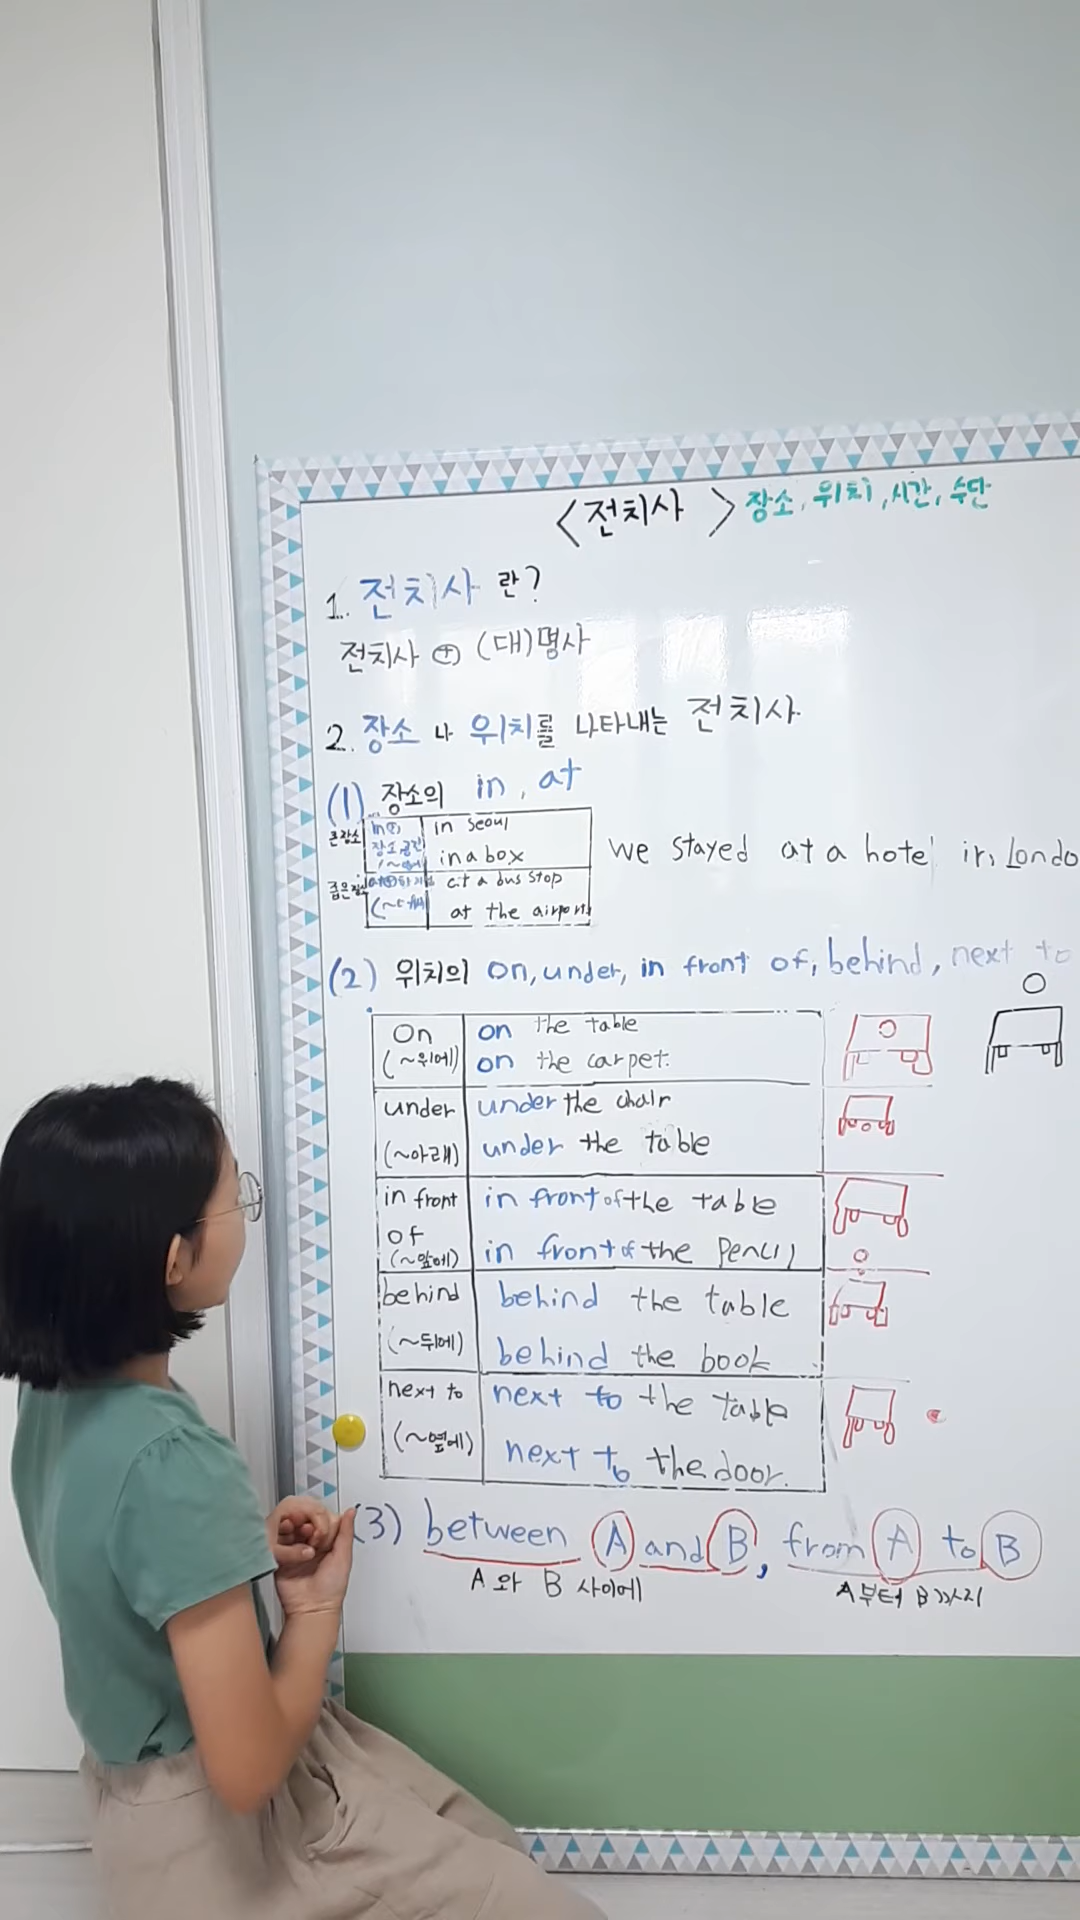 <전치사> 장소, 위치, 시간, 수단
1. 전치사란?
전치사 ⊕ (대)명사
2. 장소나 위치를 나타내는 전치사
(1) 장소의 in, at
큰장소 in⊕ in seoul
장소,공간 in a box
좁은장소 at a bus stop
at the airport
we stayed at a hotel in Londo
(2) 위치의 on, under, in front of, behind, next to
On on the table
(~위에) on the carpet.
under under the chair
(~아래) under the table
in front of in front of the table
(~앞에) in front of the pencil
behind behind the table
(~뒤에) behind the book
next to next to the table
(~옆에) next to the door.
(3) between A and B, from A to B
A와 B 사이에 A부터 B까지